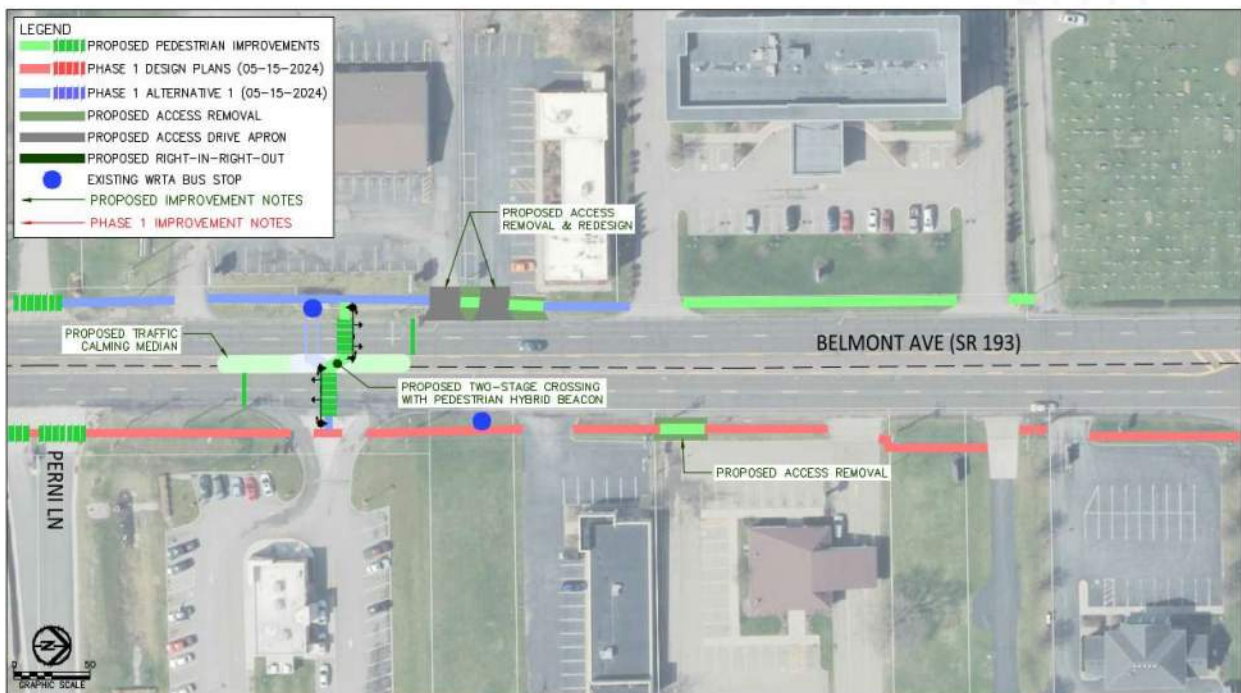 LEGEND
PROPOSED PEDESTRIAN IMPROVEMENTS
PHASE 1 DESIGN PLANS (05-15-2024)
PHASE 1 ALTERNATIVE 1 (05-15-2024)
PROPOSED ACCESS REMOVAL
PROPOSED ACCESS DRIVE APRON
PROPOSED RIGHT-IN-RIGHT-OUT
EXISTING WRTA BUS STOP
PROPOSED IMPROVEMENT NOTES
PHASE 1 IMPROVEMENT NOTES
PROPOSED ACCESS
REMOVAL & REDESIGN
PROPOSED TRAFFIC
CALMING MEDIAN
BELMONT AVE (SR 193)
PROPOSED TWO-STAGE CROSSING
WITH PEDESTRIAN HYBRID BEACON
PROPOSED ACCESS REMOVAL
PERNI LN
N
0 50
GRAPHIC SCALE